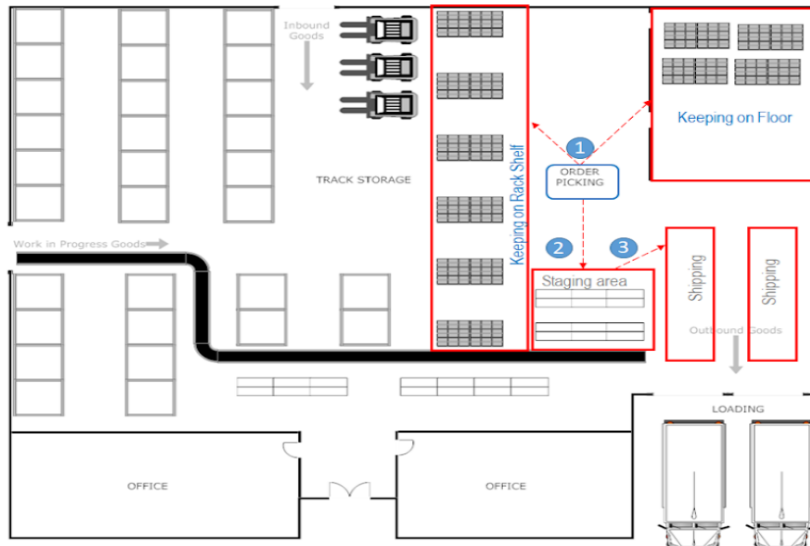 Inbound
Goods
Keeping on Floor
1
ORDER
PICKING
TRACK STORAGE
Keeping on Rack Shelf
Work in Progress Goods
2
3
Staging area
Shipping
Shipping
Outbound Goods
LOADING
OFFICE
OFFICE